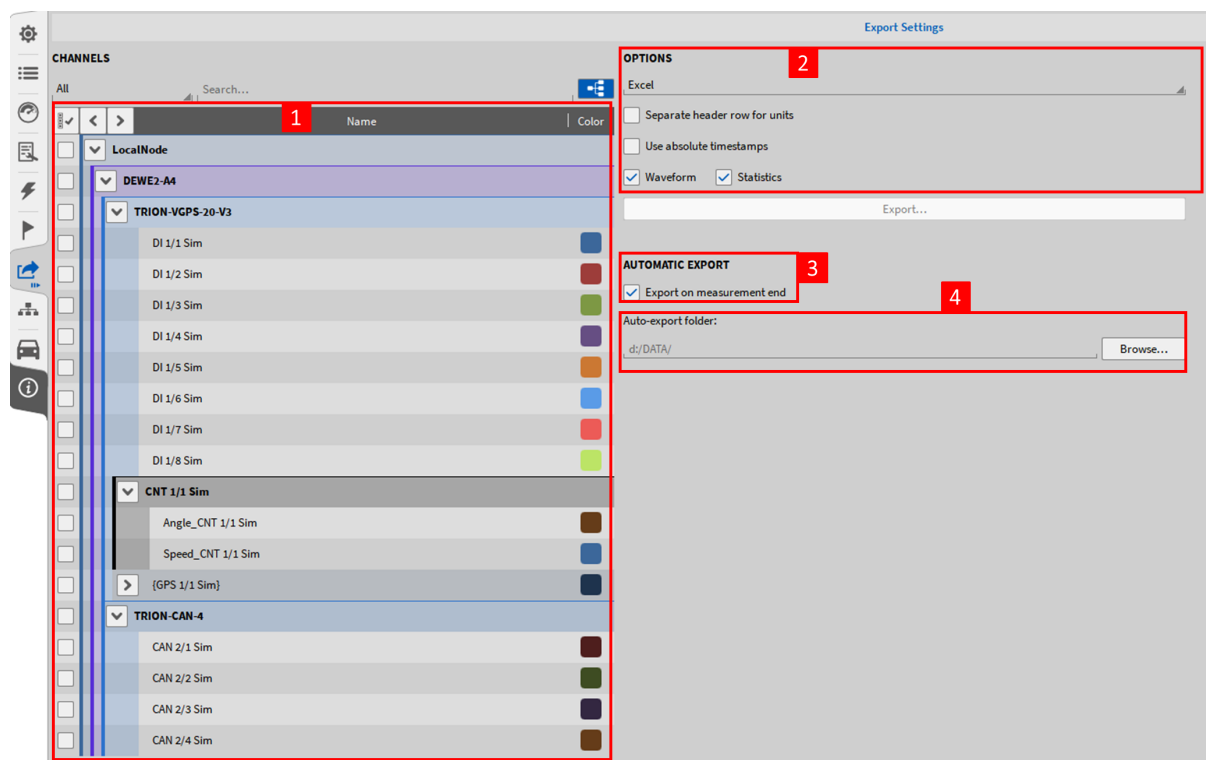 Export Settings
CHANNELS
All
Search...
1
Name
Color
LocalNode
DEWE2-A4
TRION-VGPS-20-V3
DI 1/1 Sim
DI 1/2 Sim
DI 1/3 Sim
DI 1/4 Sim
DI 1/5 Sim
DI 1/6 Sim
DI 1/7 Sim
DI 1/8 Sim
CNT 1/1 Sim
Angle_CNT 1/1 Sim
Speed_CNT 1/1 Sim
{GPS 1/1 Sim}
TRION-CAN-4
CAN 2/1 Sim
CAN 2/2 Sim
CAN 2/3 Sim
CAN 2/4 Sim
OPTIONS
2
Excel
Separate header row for units
Use absolute timestamps
Waveform Statistics
Export...
AUTOMATIC EXPORT
3
Export on measurement end
4
Auto-export folder:
d:/DATA/
Browse...